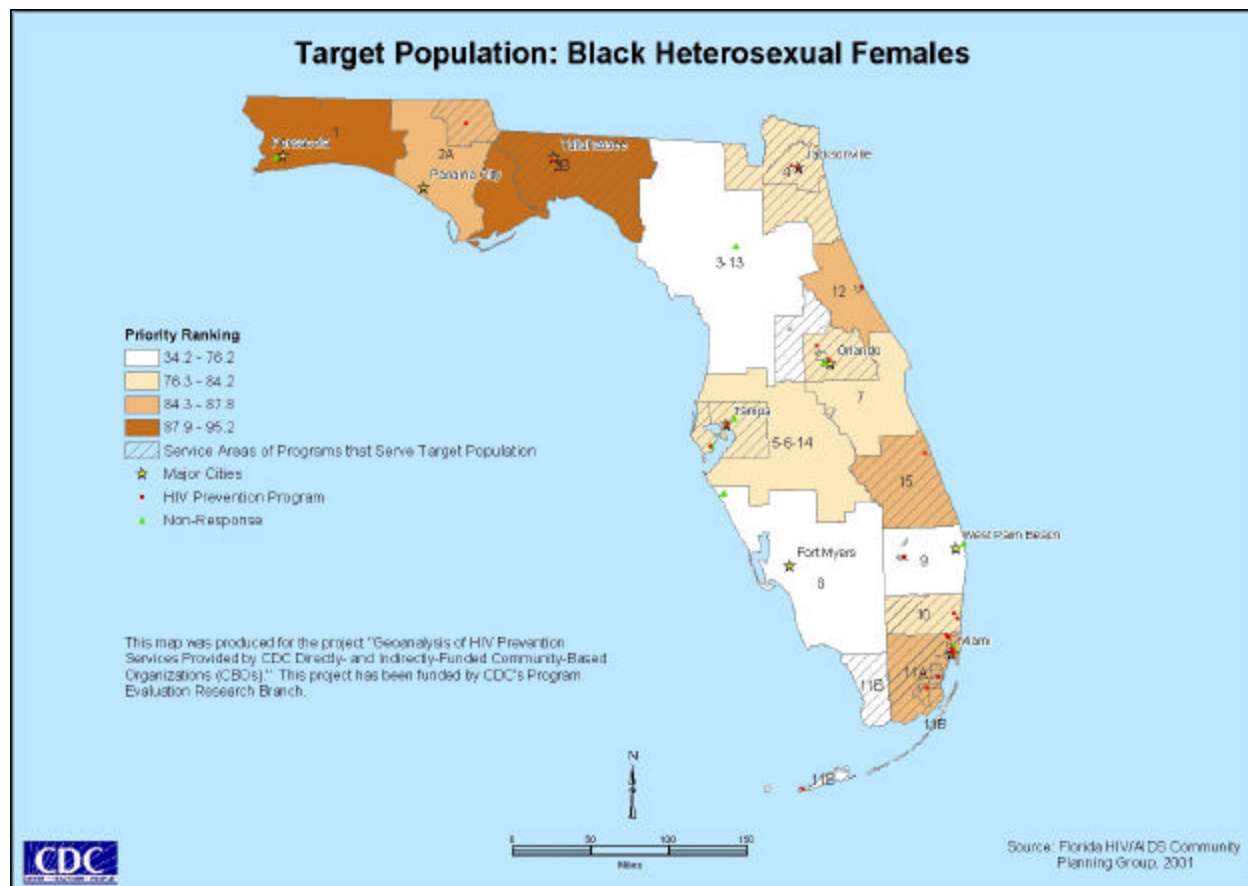 Target Population: Black Heterosexual Females
1
Pensacola
2A
Panama City
Tallahassee
2B
Jacksonville
4
3-13
12
Orlando
7
Tampa
5-6-14
15
West Palm Beach
9
Fort Myers
8
10
Miami
11A
11B
11B
11B
Priority Ranking
34.2 - 76.2
76.3 - 84.2
84.3 - 87.8
87.9 - 95.2
Service Areas of Programs that Serve Target Population
Major Cities
HIV Prevention Program
Non-Response
This map was produced for the project "Geoanalysis of HIV Prevention
Services Provided by CDC Directly- and Indirectly-Funded Community-Based
Organizations (CBOs)." This project has been funded by CDC's Program
Evaluation Research Branch.
N
0 50 100 150
Miles
CDC
Source: Florida HIV/AIDS Community
Planning Group, 2001